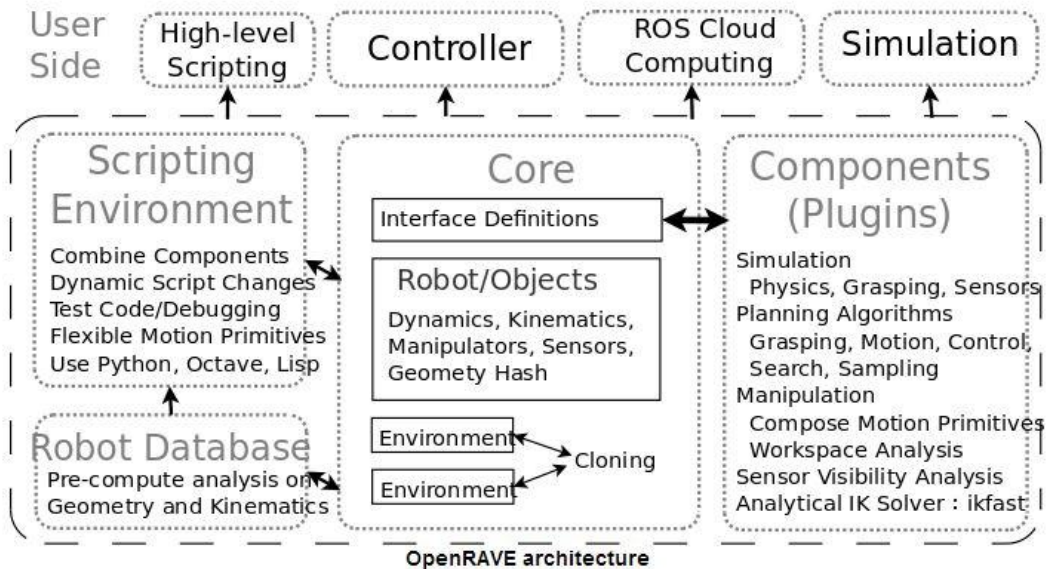 User
Side
High-level
Scripting
Controller
ROS Cloud
Computing
Simulation
Scripting
Environment
Combine Components
Dynamic Script Changes
Test Code/Debugging
Flexible Motion Primitives
Use Python, Octave, Lisp
Robot Database
Pre-compute analysis on
Geometry and Kinematics
Core
Interface Definitions
Robot/Objects
Dynamics, Kinematics,
Manipulators, Sensors,
Geomety Hash
Environment
Environment
Cloning
Components
(Plugins)
Simulation
Physics, Grasping, Sensors
Planning Algorithms
Grasping, Motion, Control,
Search, Sampling
Manipulation
Compose Motion Primitives
Workspace Analysis
Sensor Visibility Analysis
Analytical IK Solver : ikfast
OpenRAVE architecture